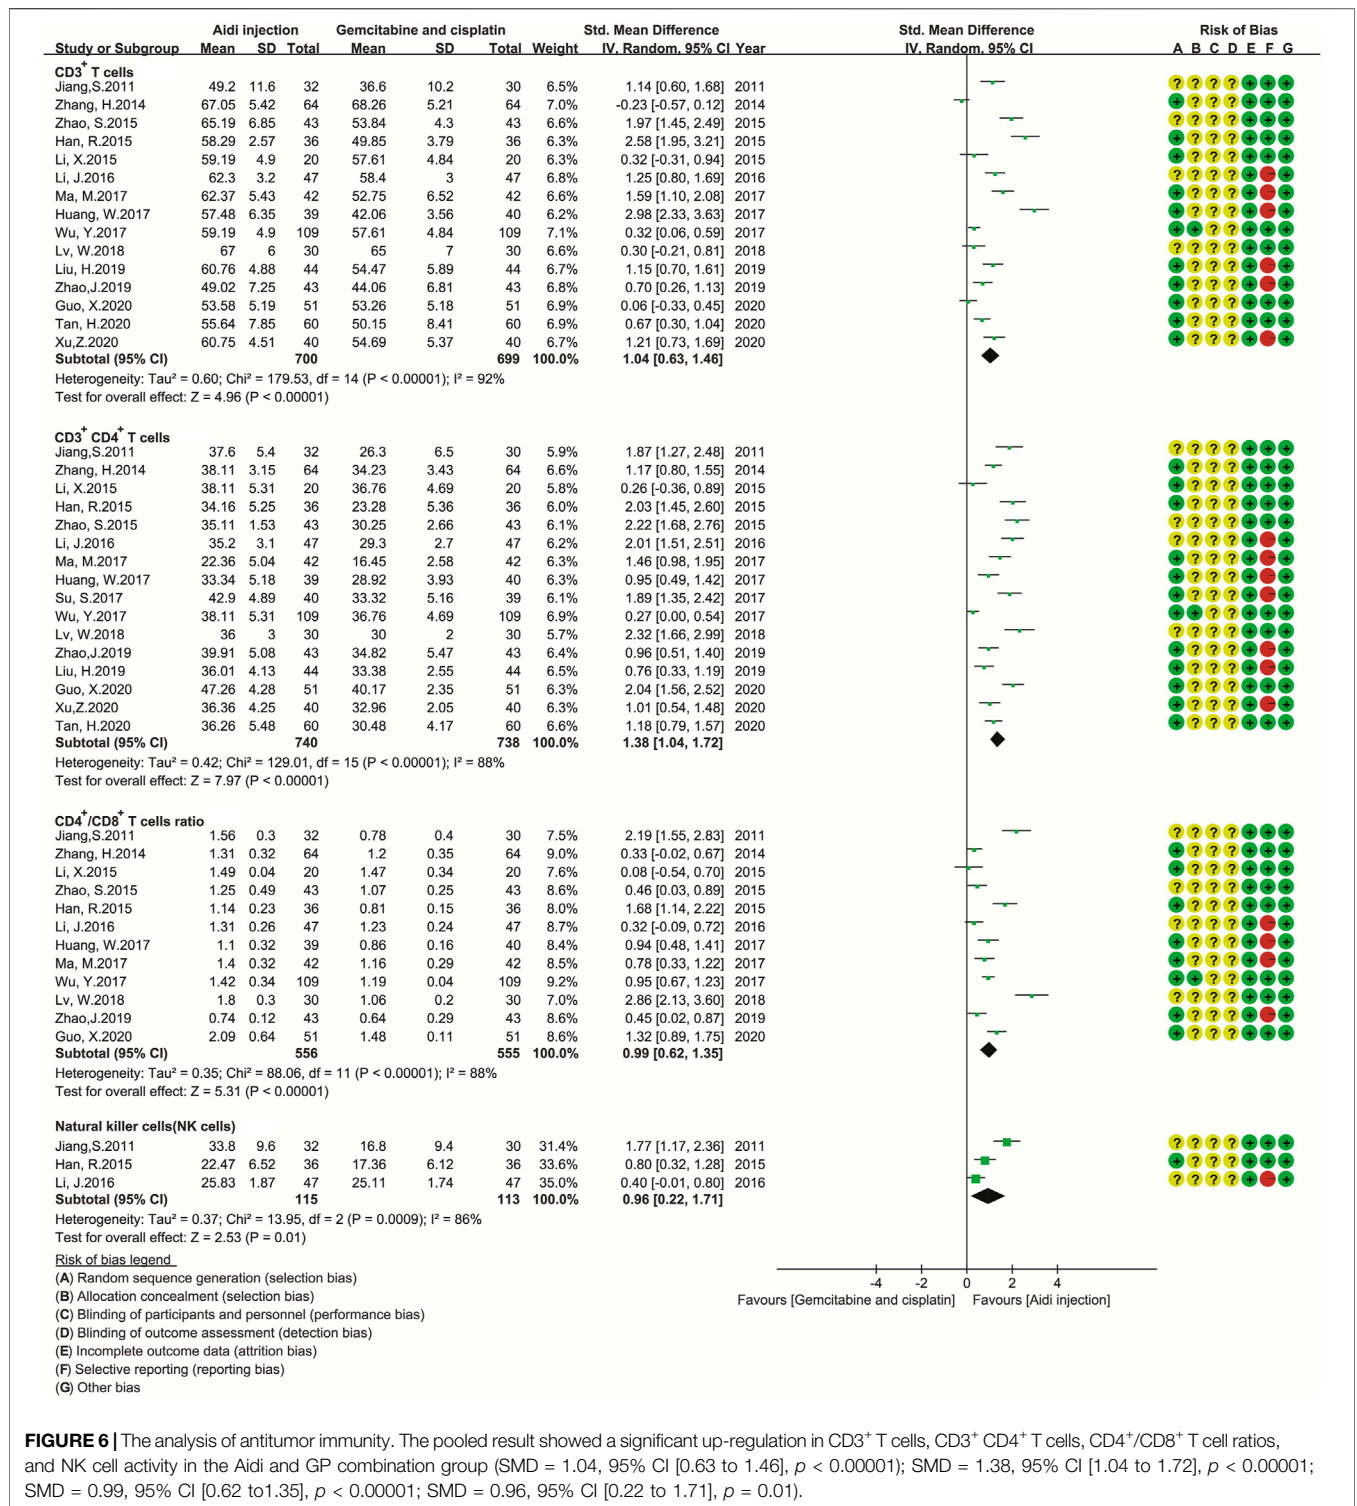 Aidi injection Gemcitabine and cisplatin Std. Mean Difference Std. Mean Difference Risk of Bias
Study or Subgroup Mean SD Total Mean SD Total Weight IV, Random, 95% CI Year IV, Random, 95% CI A B C D E F G
CD3+ T cells
Jiang,S.2011 49.2 11.6 32 36.6 10.2 30 6.5% 1.14 [0.60, 1.68] 2011 ? ? ? ? + + +
Zhang, H.2014 67.05 5.42 64 68.26 5.21 64 7.0% -0.23 [-0.57, 0.12] 2014 + ? ? ? + + +
Zhao, S.2015 65.19 6.85 43 53.84 4.3 43 6.6% 1.97 [1.45, 2.49] 2015 ? ? ? ? + + +
Han, R.2015 58.29 2.57 36 49.85 3.79 36 6.3% 2.58 [1.95, 3.21] 2015 + ? ? ? + + +
Li, X.2015 59.19 4.9 20 57.61 4.84 20 6.3% 0.32 [-0.31, 0.94] 2015 + ? ? ? + + +
Li, J.2016 62.3 3.2 47 58.4 3 47 6.8% 1.25 [0.80, 1.69] 2016 ? ? ? ? + - +
Ma, M.2017 62.37 5.43 42 52.75 6.52 42 6.7% 1.59 [1.10, 2.08] 2017 + ? ? ? + - +
Huang, W.2017 57.48 6.35 39 42.06 3.56 40 6.2% 2.98 [2.33, 3.63] 2017 + ? ? ? + - +
Wu, Y.2017 59.19 4.9 109 57.61 4.84 109 7.1% 0.32 [0.06, 0.59] 2017 + + ? ? + + +
Lv, W.2018 67 6 30 65 7 30 6.6% 0.30 [-0.21, 0.81] 2018 ? ? ? ? + + +
Liu, H.2019 60.76 4.88 44 54.47 5.89 44 6.7% 1.15 [0.70, 1.61] 2019 + ? ? ? + - +
Zhao,J.2019 49.02 7.25 43 44.06 6.81 43 6.8% 0.70 [0.26, 1.13] 2019 + ? ? ? + - +
Guo, X.2020 53.58 5.19 51 53.26 5.18 51 6.9% 0.06 [-0.33, 0.45] 2020 + ? ? ? + + +
Tan, H.2020 55.64 7.85 60 50.15 8.41 60 6.9% 0.67 [0.30, 1.04] 2020 + ? ? ? + + +
Xu,Z.2020 60.75 4.51 40 54.69 5.37 40 6.7% 1.21 [0.73, 1.69] 2020 + ? ? ? + - +
Subtotal (95% CI) 700 699 100.0% 1.04 [0.63, 1.46]
Heterogeneity: Tau² = 0.60; Chi² = 179.53, df = 14 (P < 0.00001); I² = 92%
Test for overall effect: Z = 4.96 (P < 0.00001)
CD3+ CD4+ T cells
Jiang,S.2011 37.6 5.4 32 26.3 6.5 30 5.9% 1.87 [1.27, 2.48] 2011 ? ? ? ? + + +
Zhang, H.2014 38.11 3.15 64 34.23 3.43 64 6.6% 1.17 [0.80, 1.55] 2014 + ? ? ? + + +
Li, X.2015 38.11 5.31 20 36.76 4.69 20 5.8% 0.26 [-0.36, 0.89] 2015 + ? ? ? + + +
Han, R.2015 34.16 5.25 36 23.28 5.36 36 6.0% 2.03 [1.45, 2.60] 2015 + ? ? ? + + +
Zhao, S.2015 35.11 1.53 43 30.25 2.66 43 6.1% 2.22 [1.68, 2.76] 2015 ? ? ? ? + + +
Li, J.2016 35.2 3.1 47 29.3 2.7 47 6.2% 2.01 [1.51, 2.51] 2016 ? ? ? ? + - +
Ma, M.2017 22.36 5.04 42 16.45 2.58 42 6.2% 1.46 [0.98, 1.95] 2017 + ? ? ? + - +
Huang, W.2017 33.34 5.18 39 28.92 3.93 40 6.3% 0.95 [0.49, 1.42] 2017 + ? ? ? + - +
Su, S.2017 42.9 4.89 40 33.32 5.16 39 6.1% 1.89 [1.35, 2.42] 2017 + ? ? ? + - +
Wu, Y.2017 38.11 5.31 109 36.76 4.69 109 6.9% 0.27 [0.00, 0.54] 2017 + + ? ? + + +
Lv, W.2018 36 3 30 30 2 30 5.7% 2.32 [1.66, 2.99] 2018 ? ? ? ? + + +
Zhao,J.2019 39.91 5.08 43 34.82 5.47 43 6.4% 0.96 [0.51, 1.40] 2019 + ? ? ? + - +
Liu, H.2019 36.01 4.13 44 33.38 2.55 44 6.4% 0.76 [0.33, 1.19] 2019 + ? ? ? + - +
Guo, X.2020 47.26 4.28 51 40.17 2.35 51 6.3% 2.04 [1.56, 2.52] 2020 + ? ? ? + + +
Xu,Z.2020 36.36 4.25 40 32.96 2.05 40 6.3% 1.01 [0.54, 1.48] 2020 + ? ? ? + - +
Tan, H.2020 36.26 5.48 60 30.48 4.17 60 6.6% 1.18 [0.79, 1.57] 2020 + ? ? ? + + +
Subtotal (95% CI) 740 738 100.0% 1.38 [1.04, 1.72]
Heterogeneity: Tau² = 0.42; Chi² = 129.01, df = 15 (P < 0.00001); I² = 88%
Test for overall effect: Z = 7.97 (P < 0.00001)
CD4+/CD8+ T cells ratio
Jiang,S.2011 1.56 0.3 32 0.78 0.4 30 7.5% 2.19 [1.55, 2.83] 2011 ? ? ? ? + + +
Zhang, H.2014 1.31 0.32 64 1.2 0.35 64 9.0% 0.33 [-0.02, 0.67] 2014 + ? ? ? + + +
Li, X.2015 1.49 0.04 20 1.47 0.34 20 7.6% 0.08 [-0.54, 0.70] 2015 + ? ? ? + + +
Zhao, S.2015 1.25 0.49 43 1.07 0.25 43 8.6% 0.46 [0.03, 0.89] 2015 ? ? ? ? + + +
Han, R.2015 1.14 0.23 36 0.81 0.15 36 8.0% 1.68 [1.14, 2.22] 2015 + ? ? ? + + +
Li, J.2016 1.31 0.26 47 1.23 0.24 47 8.7% 0.32 [-0.09, 0.72] 2016 ? ? ? ? + - +
Huang, W.2017 1.1 0.32 39 0.86 0.16 40 8.4% 0.94 [0.48, 1.41] 2017 + ? ? ? + - +
Ma, M.2017 1.4 0.32 42 1.16 0.29 42 8.5% 0.78 [0.33, 1.22] 2017 + ? ? ? + - +
Wu, Y.2017 1.42 0.34 109 1.19 0.04 109 9.2% 0.95 [0.67, 1.23] 2017 + + ? ? + + +
Lv, W.2018 1.8 0.3 30 1.06 0.2 30 7.0% 2.86 [2.13, 3.60] 2018 ? ? ? ? + + +
Zhao,J.2019 0.74 0.12 43 0.64 0.29 43 8.6% 0.45 [0.02, 0.87] 2019 + ? ? ? + - +
Guo, X.2020 2.09 0.64 51 1.48 0.11 51 8.6% 1.32 [0.89, 1.75] 2020 + ? ? ? + + +
Subtotal (95% CI) 556 555 100.0% 0.99 [0.62, 1.35]
Heterogeneity: Tau² = 0.35; Chi² = 88.06, df = 11 (P < 0.00001); I² = 88%
Test for overall effect: Z = 5.31 (P < 0.00001)
Natural killer cells(NK cells)
Jiang,S.2011 33.8 9.6 32 16.8 9.4 30 31.4% 1.77 [1.17, 2.36] 2011 ? ? ? ? + + +
Han, R.2015 22.47 6.52 36 17.36 6.12 36 33.6% 0.80 [0.32, 1.28] 2015 + ? ? ? + + +
Li, J.2016 25.83 1.87 47 25.11 1.74 47 35.0% 0.40 [-0.01, 0.80] 2016 ? ? ? ? + - +
Subtotal (95% CI) 115 113 100.0% 0.96 [0.22, 1.71]
Heterogeneity: Tau² = 0.37; Chi² = 13.95, df = 2 (P = 0.0009); I² = 86%
Test for overall effect: Z = 2.53 (P = 0.01)
Risk of bias legend
(A) Random sequence generation (selection bias)
(B) Allocation concealment (selection bias)
(C) Blinding of participants and personnel (performance bias)
(D) Blinding of outcome assessment (detection bias)
(E) Incomplete outcome data (attrition bias)
(F) Selective reporting (reporting bias)
(G) Other bias
-4 -2 0 2 4
Favours [Gemcitabine and cisplatin] Favours [Aidi injection]
FIGURE 6 | The analysis of antitumor immunity. The pooled result showed a significant up-regulation in CD3+ T cells, CD3+ CD4+ T cells, CD4+/CD8+ T cell ratios,
and NK cell activity in the Aidi and GP combination group (SMD = 1.04, 95% CI [0.63 to 1.46], p < 0.00001); SMD = 1.38, 95% CI [1.04 to 1.72], p < 0.00001;
SMD = 0.99, 95% CI [0.62 to1.35], p < 0.00001; SMD = 0.96, 95% CI [0.22 to 1.71], p = 0.01).